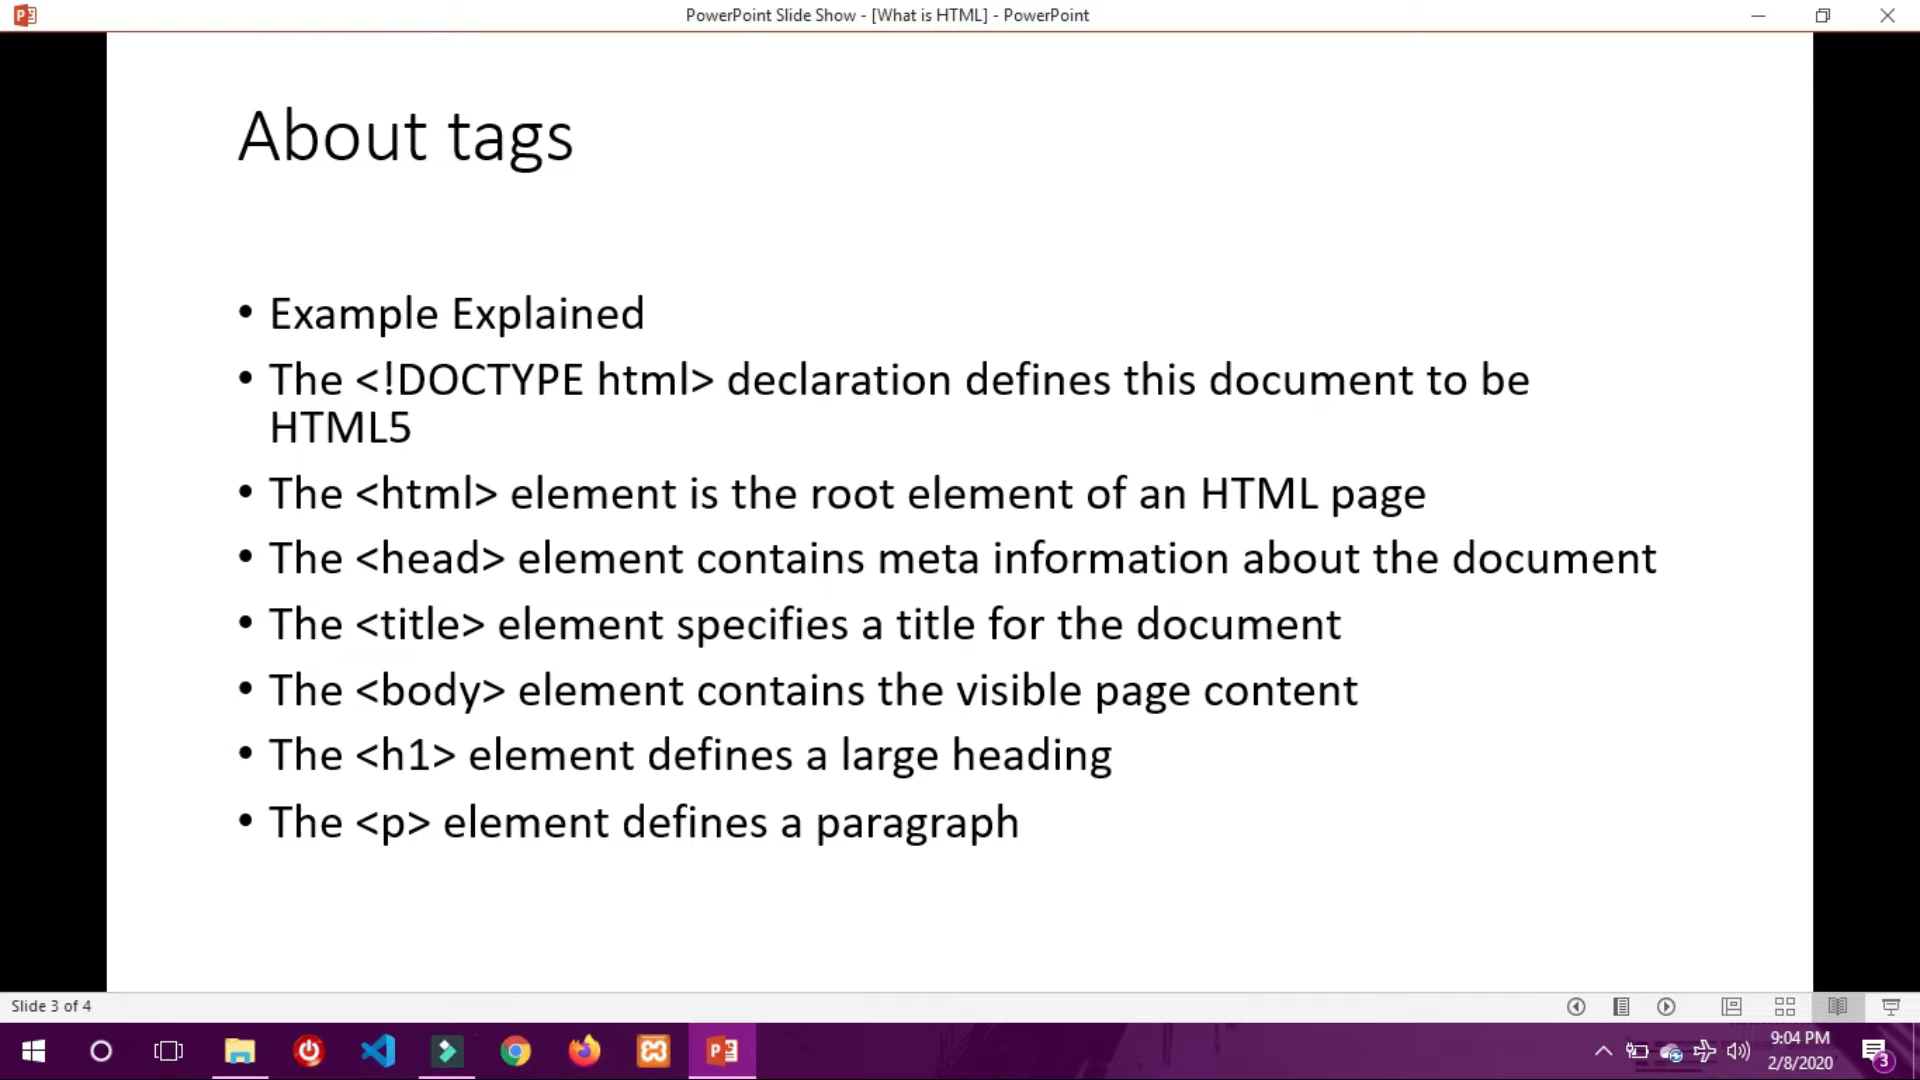 PowerPoint Slide Show - [What is HTML] - PowerPoint
About tags
• Example Explained
• The <!DOCTYPE html> declaration defines this document to be
HTML5
• The <html> element is the root element of an HTML page
• The <head> element contains meta information about the document
• The <title> element specifies a title for the document
• The <body> element contains the visible page content
• The <h1> element defines a large heading
• The <p> element defines a paragraph
Slide 3 of 4
9:04 PM
2/8/2020
3